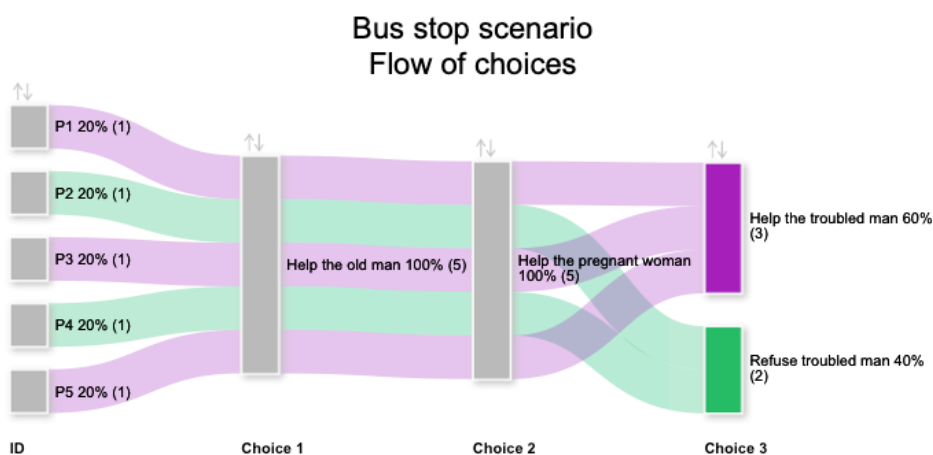 Bus stop scenario
Flow of choices
P1 20% (1)
P2 20% (1)
P3 20% (1)
P4 20% (1)
P5 20% (1)
Help the old man 100% (5)
Help the pregnant woman
100% (5)
Help the troubled man 60%
(3)
Refuse troubled man 40%
(2)
ID
Choice 1
Choice 2
Choice 3